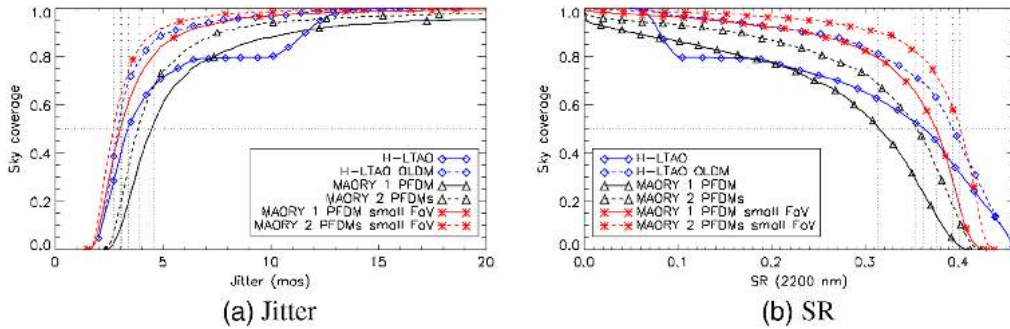 Sky coverage
1.0
0.8
0.6
0.4
0.2
0.0
H-LTAO
H-LTAO OLDM
MAORY 1 PFDM
MAORY 2 PFDMs
MAORY 1 PFDM small FoV
MAORY 2 PFDMs small FoV
0 5 10 15 20
Jitter (mas)
(a) Jitter
Sky coverage
1.0
0.8
0.6
0.4
0.2
0.0
H-LTAO
H-LTAO OLDM
MAORY 1 PFDM
MAORY 2 PFDMs
MAORY 1 PFDM small FoV
MAORY 2 PFDMs small FoV
0.0 0.1 0.2 0.3 0.4
SR (2200 nm)
(b) SR